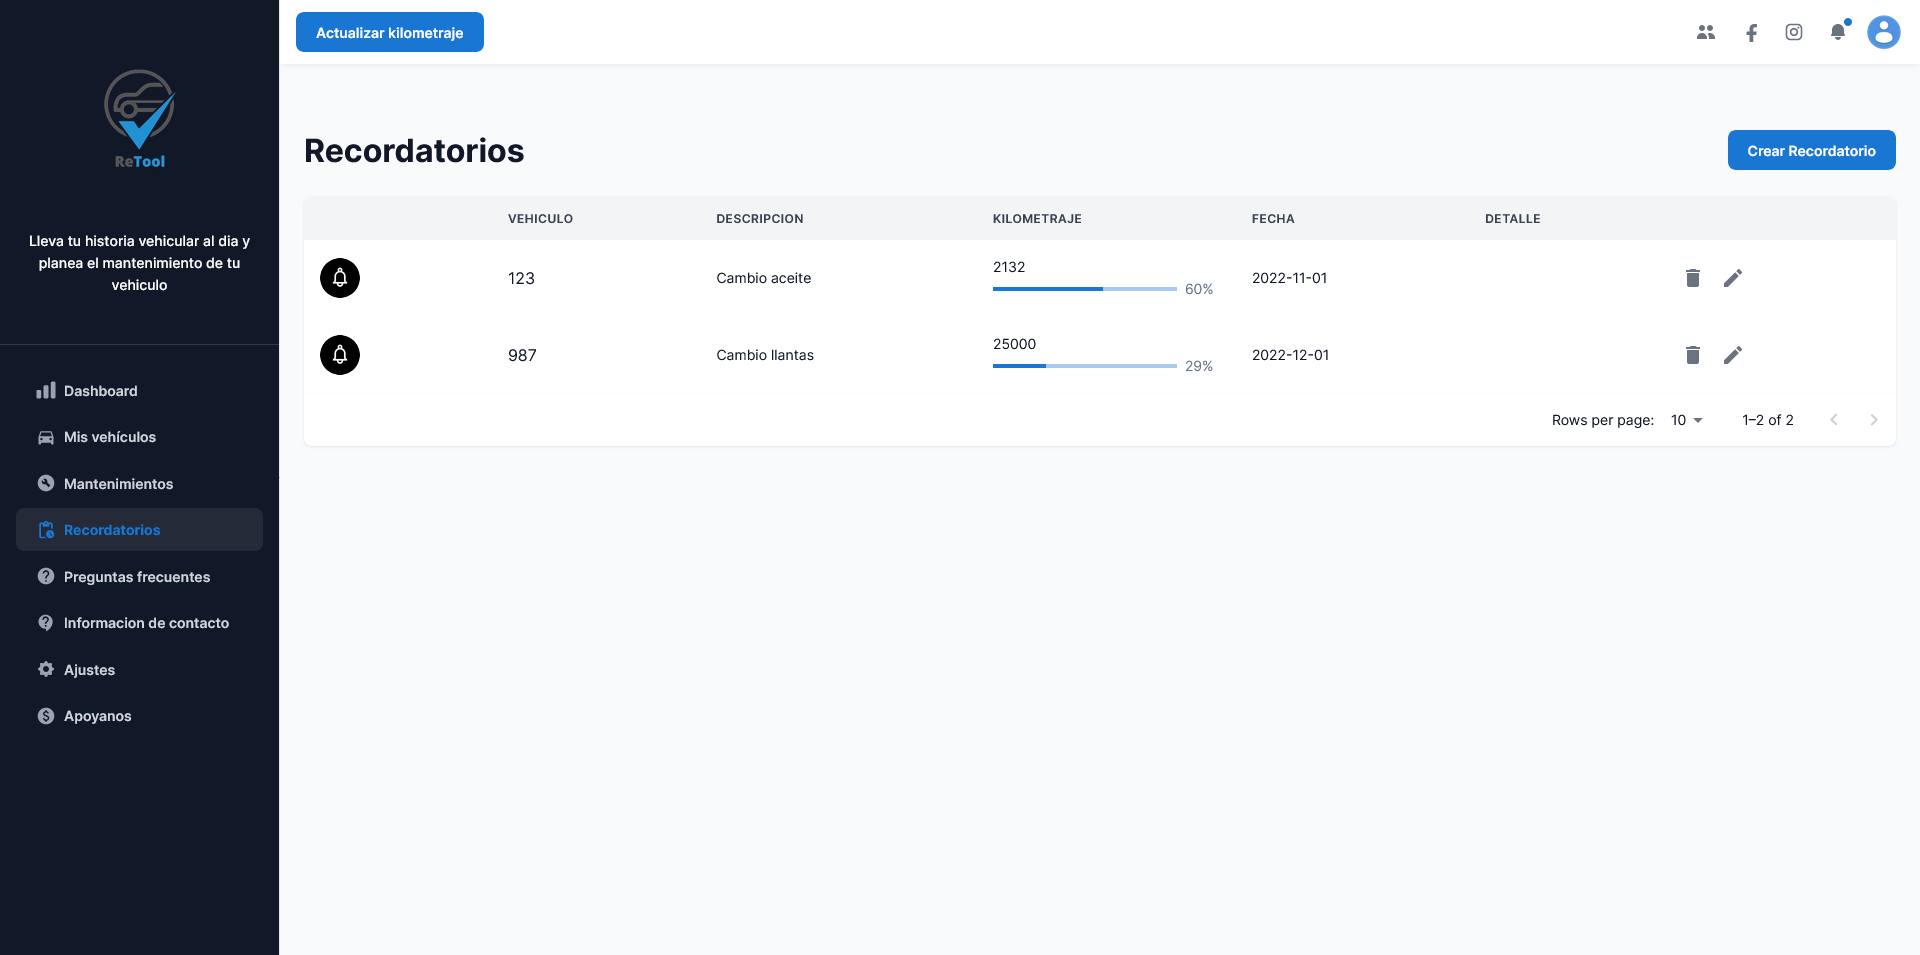 Actualizar kilometraje
ReTool
Lleva tu historia vehicular al dia y
planea el mantenimiento de tu
vehiculo
Dashboard
Mis vehículos
Mantenimientos
Recordatorios
Preguntas frecuentes
Informacion de contacto
Ajustes
Apoyanos
Recordatorios
Crear Recordatorio
VEHICULO DESCRIPCION KILOMETRAJE FECHA DETALLE
123 Cambio aceite 2132 60% 2022-11-01
987 Cambio llantas 25000 29% 2022-12-01
Rows per page: 10 1–2 of 2